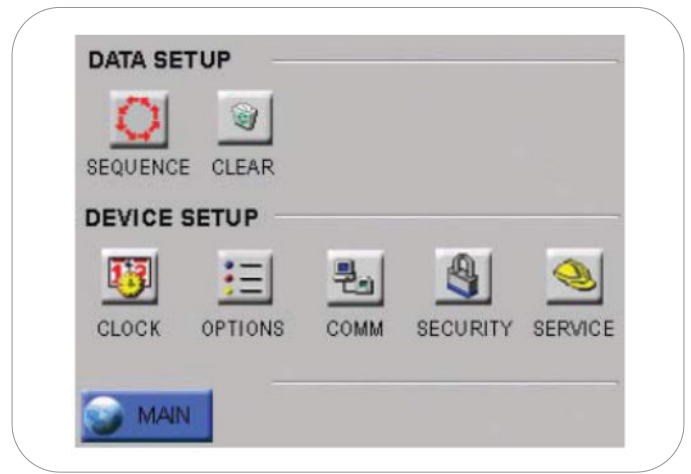 DATA SETUP
SEQUENCE CLEAR
DEVICE SETUP
CLOCK OPTIONS COMM SECURITY SERVICE
MAIN